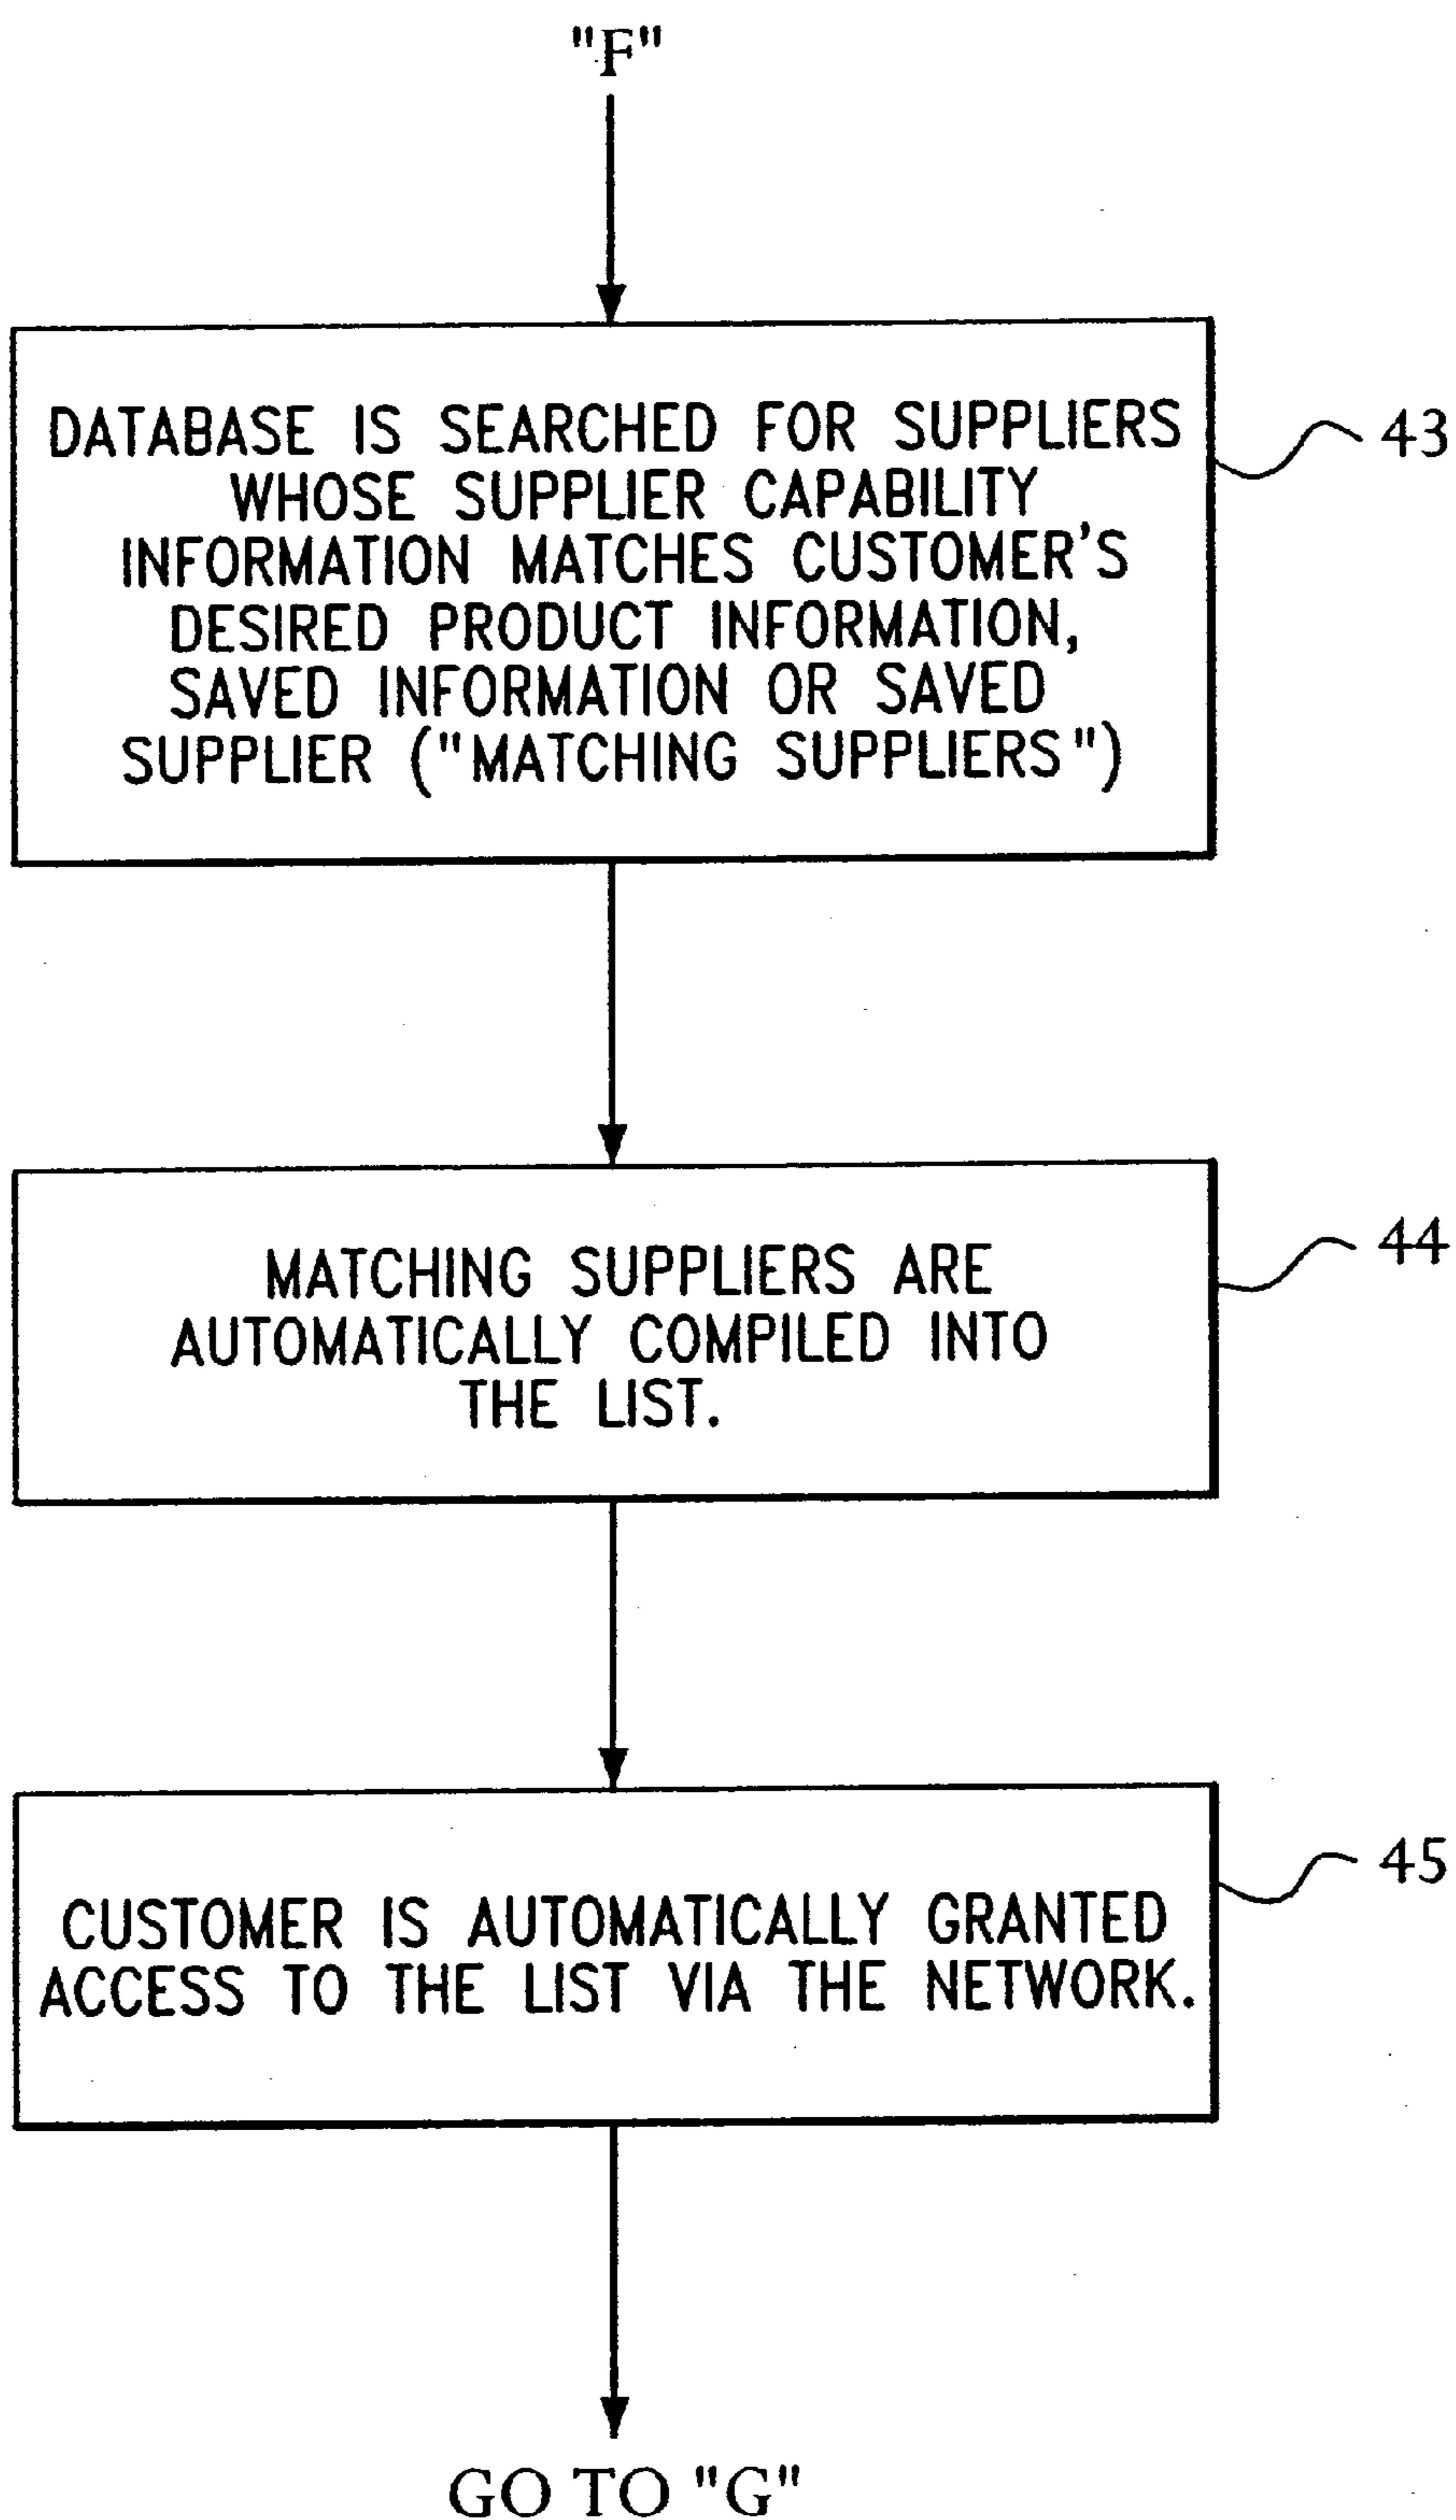 "F"
DATABASE IS SEARCHED FOR SUPPLIERS
WHOSE SUPPLIER CAPABILITY
INFORMATION MATCHES CUSTOMER'S
DESIRED PRODUCT INFORMATION,
SAVED INFORMATION OR SAVED
SUPPLIER ("MATCHING SUPPLIERS")
43
MATCHING SUPPLIERS ARE
AUTOMATICALLY COMPILED INTO
THE LIST.
44
CUSTOMER IS AUTOMATICALLY GRANTED
ACCESS TO THE LIST VIA THE NETWORK.
45
GO TO "G"